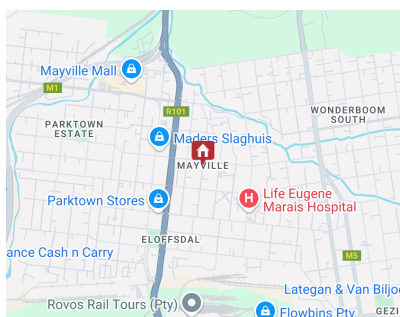 Mayville Mall
M1
R101
WONDERBOOM
SOUTH
PARKTOWN
ESTATE
Maders Slaghuis
MAYVILLE
Parktown Stores
H
Life Eugene
Marais Hospital
ELOFFSDAL
ance Cash n Carry
M5
Lategan & Van Biljo
Rovos Rail Tours (Pty)
Flowbins Pty
GEZI